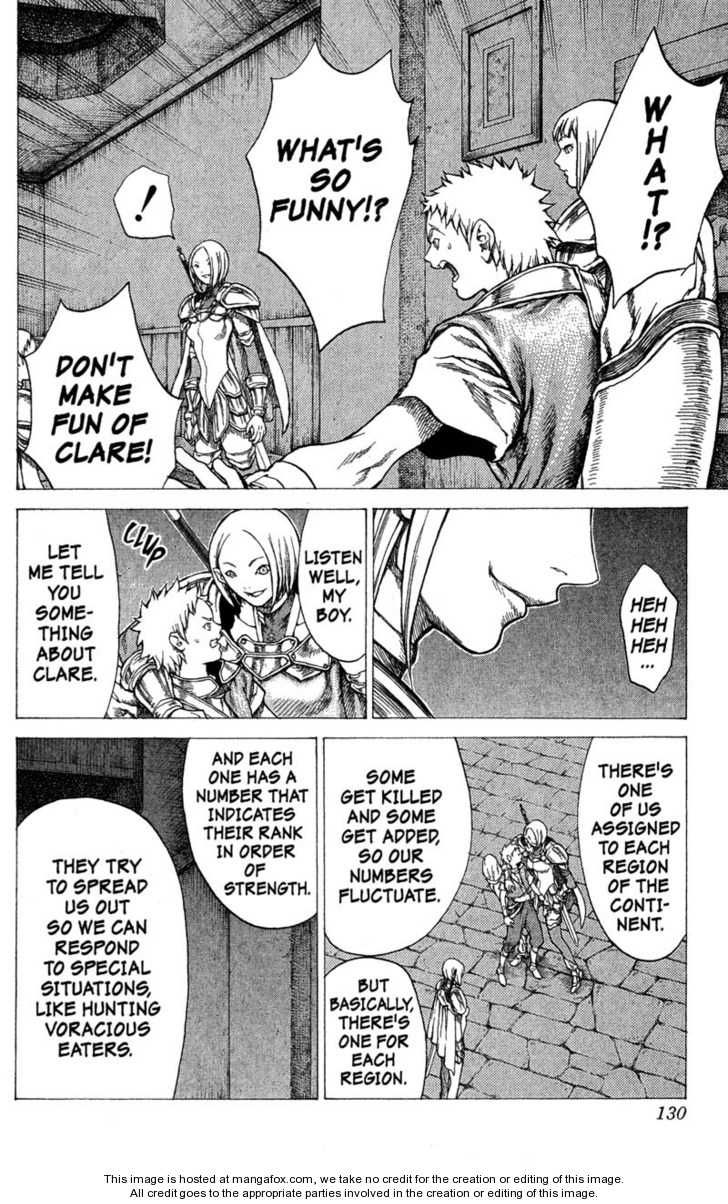 WHAT!?
WHAT'S
SO
FUNNY!?
!
DON'T
MAKE
FUN OF
CLARE!
HEH
HEH
HEH
...
LISTEN
WELL,
MY
BOY.
CLUP
LET
ME TELL
YOU
SOME-
THING
ABOUT
CLARE.
THERE'S
ONE
OF US
ASSIGNED
TO EACH
REGION
OF THE
CONTI-
NENT.
SOME
GET KILLED
AND SOME
GET ADDED,
SO OUR
NUMBERS
FLUCTUATE.
BUT
BASICALLY,
THERE'S
ONE FOR
EACH
REGION.
AND EACH
ONE HAS A
NUMBER THAT
INDICATES
THEIR RANK
IN ORDER
OF
STRENGTH.
THEY TRY
TO SPREAD
US OUT
SO WE CAN
RESPOND
TO SPECIAL
SITUATIONS,
LIKE HUNTING
VORACIOUS
EATERS.
130
This image is hosted at mangafox.com, we take no credit for the creation or editing of this image.
All credit goes to the appropriate parties involved in the creation or editing of this image.